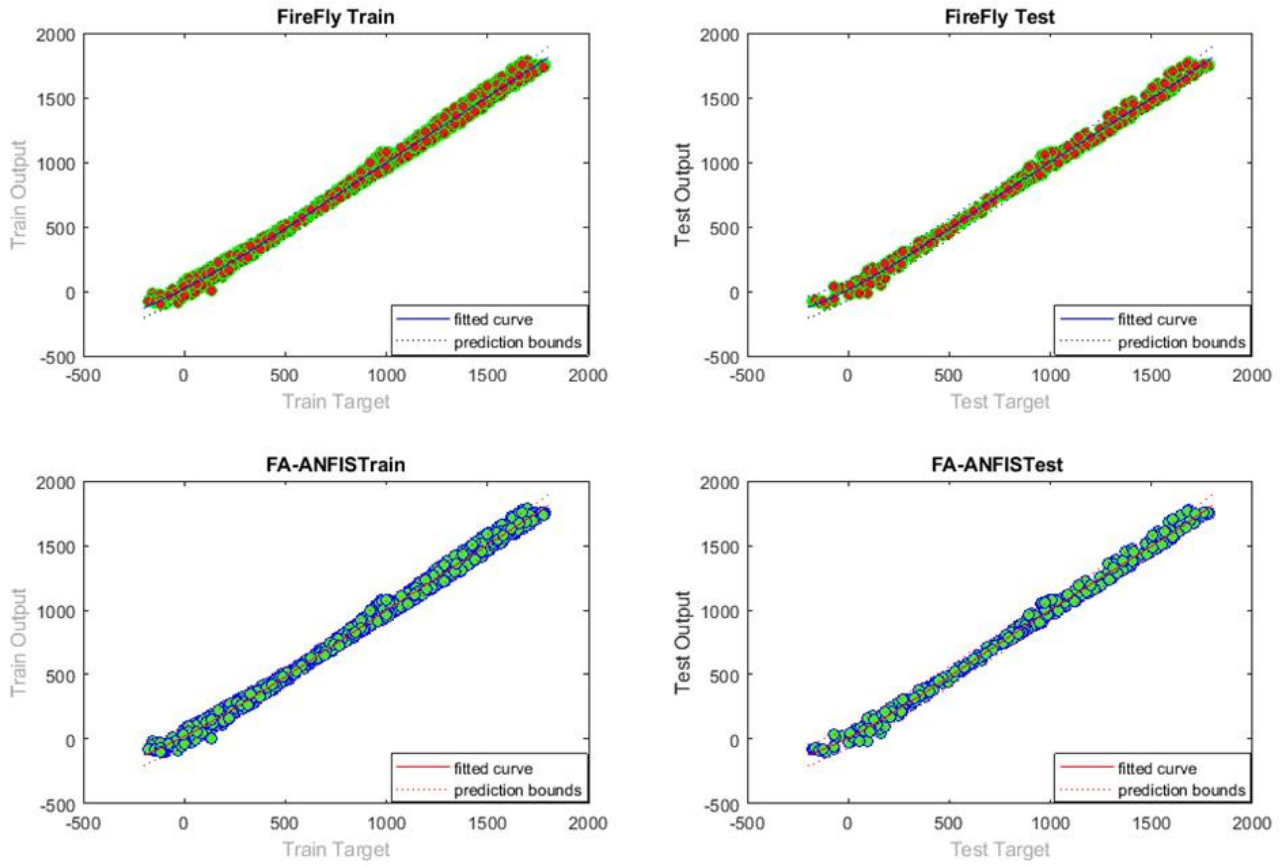 FireFly Train
2000
1500
1000
500
0
-500
Train Output
fitted curve
prediction bounds
-500 0 500 1000 1500 2000
Train Target
FireFly Test
2000
1500
1000
500
0
-500
Test Output
fitted curve
prediction bounds
-500 0 500 1000 1500 2000
Test Target
FA-ANFISTrain
2000
1500
1000
500
0
-500
Train Output
fitted curve
prediction bounds
-500 0 500 1000 1500 2000
Train Target
FA-ANFISTest
2000
1500
1000
500
0
-500
Test Output
fitted curve
prediction bounds
-500 0 500 1000 1500 2000
Test Target